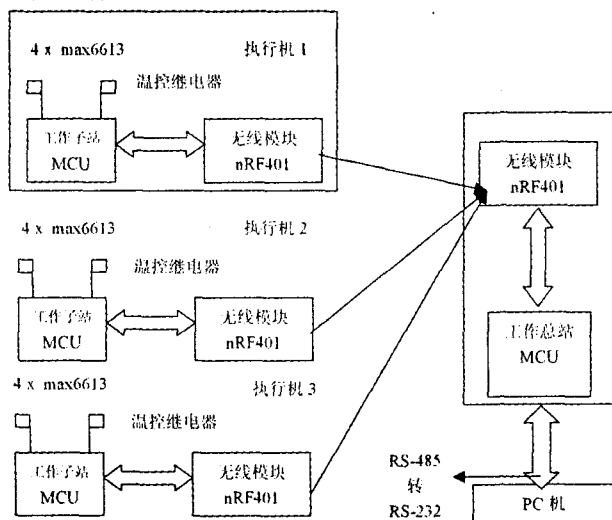 4 x max6613
执行机 1
温控继电器
工作子站
MCU
无线模块
nRF401
4 x max6613
执行机 2
温控继电器
工作子站
MCU
无线模块
nRF401
4 x max6613
执行机 3
温控继电器
工作子站
MCU
无线模块
nRF401
无线模块
nRF401
工作总站
MCU
RS-485
转
RS-232
PC 机